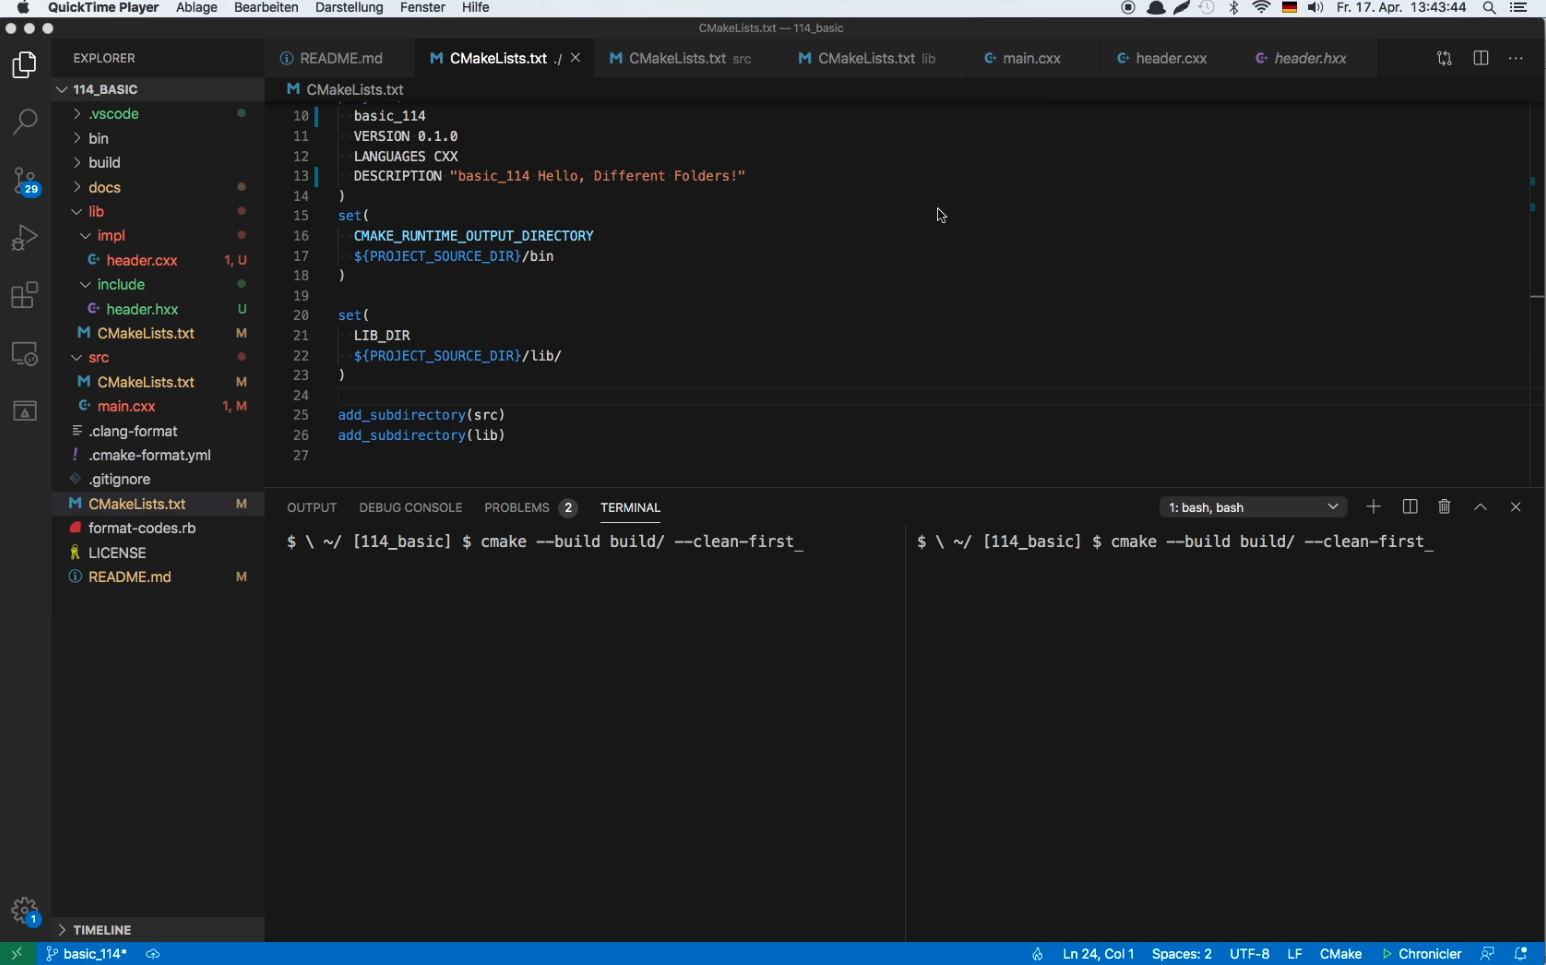 QuickTime Player Ablage Bearbeiten Darstellung Fenster Hilfe Fr. 17. Apr. 13:43:44
CMakeLists.txt — 114_basic
EXPLORER
README.md CMakeLists.txt ./ CMakeLists.txt src CMakeLists.txt lib main.cxx header.cxx header.hxx
114_BASIC
CMakeLists.txt
.vscode
bin
build
docs
lib
impl
header.cxx 1, U
include
header.hxx U
CMakeLists.txt M
src
CMakeLists.txt M
main.cxx 1, M
.clang-format
.cmake-format.yml
.gitignore
CMakeLists.txt M
format-codes.rb
LICENSE
README.md M
29
1
TIMELINE
10 basic_114
11 VERSION 0.1.0
12 LANGUAGES CXX
13 DESCRIPTION "basic_114 Hello, Different Folders!"
14 )
15 set(
16 CMAKE_RUNTIME_OUTPUT_DIRECTORY
17 ${PROJECT_SOURCE_DIR}/bin
18 )
19
20 set(
21 LIB_DIR
22 ${PROJECT_SOURCE_DIR}/lib/
23 )
24
25 add_subdirectory(src)
26 add_subdirectory(lib)
27
OUTPUT DEBUG CONSOLE PROBLEMS 2 TERMINAL 1: bash, bash
$ \ ~/ [114_basic] $ cmake --build build/ --clean-first_
$ \ ~/ [114_basic] $ cmake --build build/ --clean-first_
basic_114* Ln 24, Col 1 Spaces: 2 UTF-8 LF CMake Chronicler